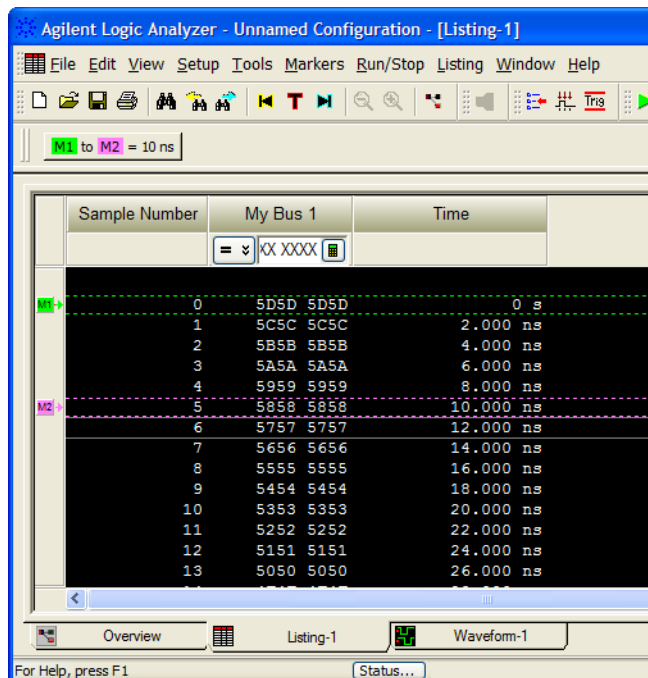 Agilent Logic Analyzer - Unnamed Configuration - [Listing-1]
File Edit View Setup Tools Markers Run/Stop Listing Window Help
T Trig
M1 to M2 = 10 ns
Sample Number My Bus 1 Time
= XX XXXX
M1 0 5D5D 5D5D 0 s
1 5C5C 5C5C 2.000 ns
2 5B5B 5B5B 4.000 ns
3 5A5A 5A5A 6.000 ns
4 5959 5959 8.000 ns
M2 5 5858 5858 10.000 ns
6 5757 5757 12.000 ns
7 5656 5656 14.000 ns
8 5555 5555 16.000 ns
9 5454 5454 18.000 ns
10 5353 5353 20.000 ns
11 5252 5252 22.000 ns
12 5151 5151 24.000 ns
13 5050 5050 26.000 ns
Overview Listing-1 Waveform-1
For Help, press F1 Status...